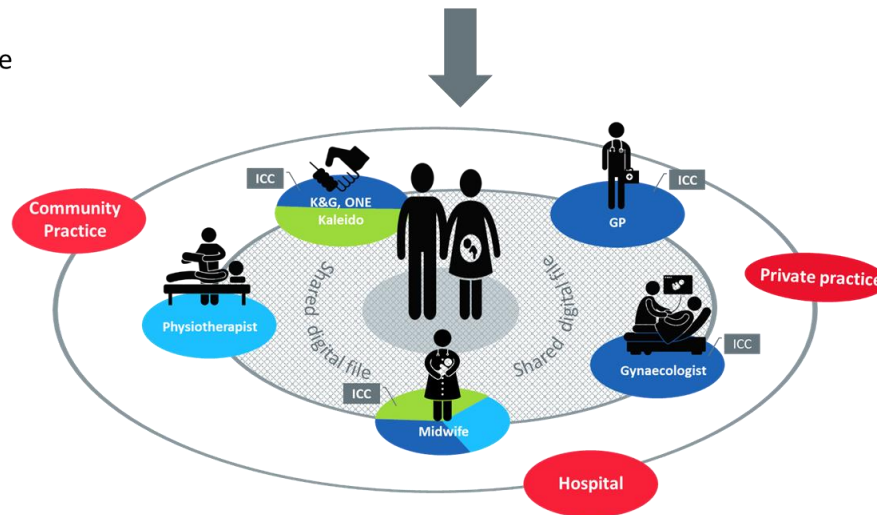 e
ICC
K&G, ONE
Kaleido
ICC
GP
Community
Practice
Private practice
Physiotherapist
Shared digital file
Shared digital file
ICC
Gynaecologist
ICC
Midwife
Hospital